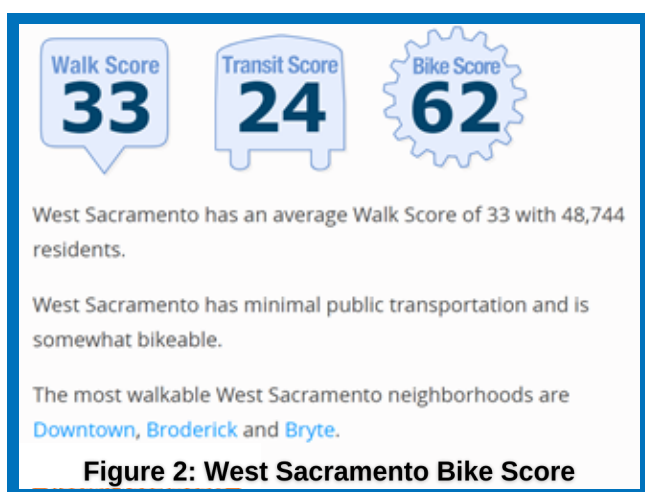 Walk Score
33
Transit Score
24
Bike Score
62
West Sacramento has an average Walk Score of 33 with 48,744
residents.
West Sacramento has minimal public transportation and is
somewhat bikeable.
The most walkable West Sacramento neighborhoods are
Downtown, Broderick and Bryte.
Figure 2: West Sacramento Bike Score